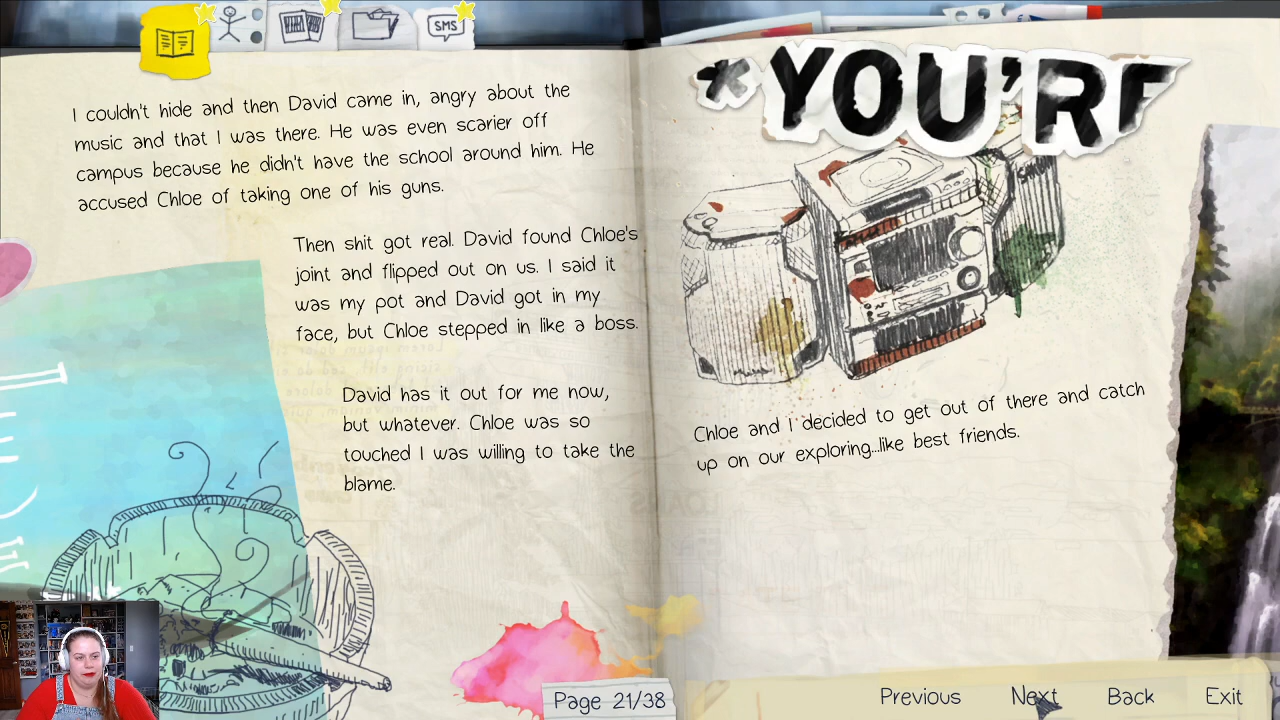 SMS
I couldn't hide and then David came in, angry about the
music and that I was there. He was even scarier off
campus because he didn't have the school around him. He
accused Chloe of taking one of his guns.
Then shit got real. David found Chloe's
joint and flipped out on us. I said it
was my pot and David got in my
face, but Chloe stepped in like a boss.
David has it out for me now,
but whatever. Chloe was so
touched I was willing to take the
blame.
*YOU'RE
Chloe and I decided to get out of there and catch
up on our exploring...like best friends.
Page 21/38
Previous Next Back Exit